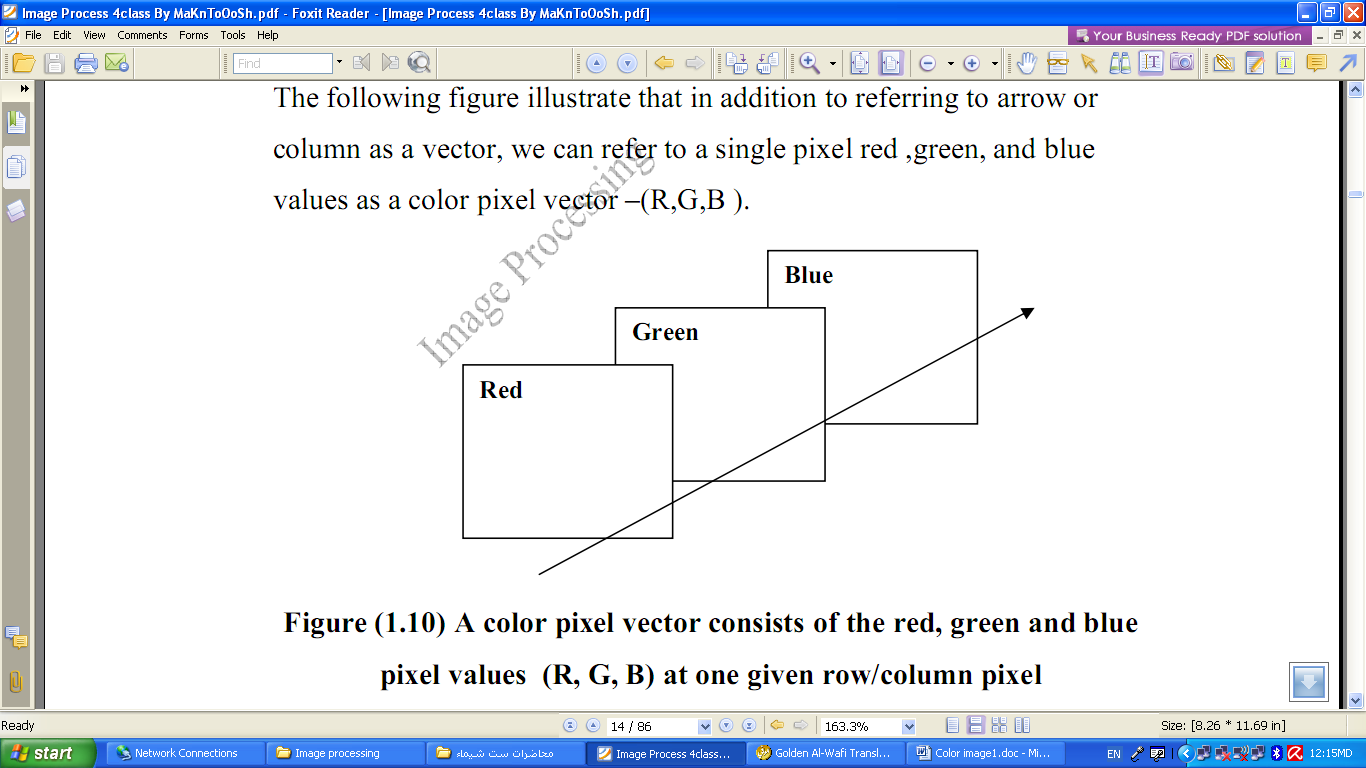 Image Process 4class By MaKnToOoSh.pdf - Foxit Reader - [Image Process 4class By MaKnToOoSh.pdf]
File Edit View Comments Forms Tools Help
Your Business Ready PDF solution
Find
The following figure illustrate that in addition to referring to arrow or
column as a vector, we can refer to a single pixel red ,green, and blue
values as a color pixel vector –(R,G,B ).
Image Processing
Blue
Green
Red
Figure (1.10) A color pixel vector consists of the red, green and blue
pixel values (R, G, B) at one given row/column pixel
Ready 14 / 86 163.3% Size: [8.26 * 11.69 in]
start Network Connections Image processing محاضرات ست شيماء Image Process 4class... Golden Al-Wafi Transl... Color image1.doc - Mi... EN 12:15MD